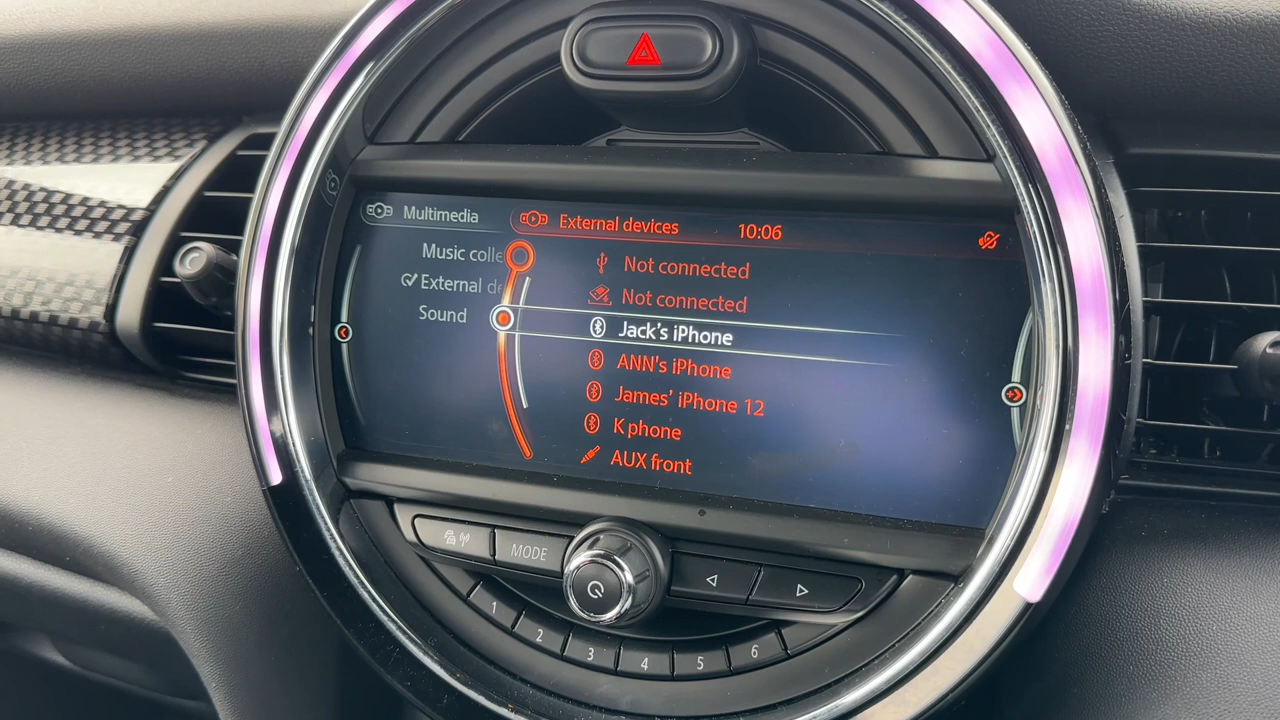 Multimedia
External devices 10:06
Music colle
External de
Sound
Not connected
Not connected
Jack's iPhone
ANN's iPhone
James' iPhone 12
K phone
AUX front
MODE
1
2
3
4
5
6